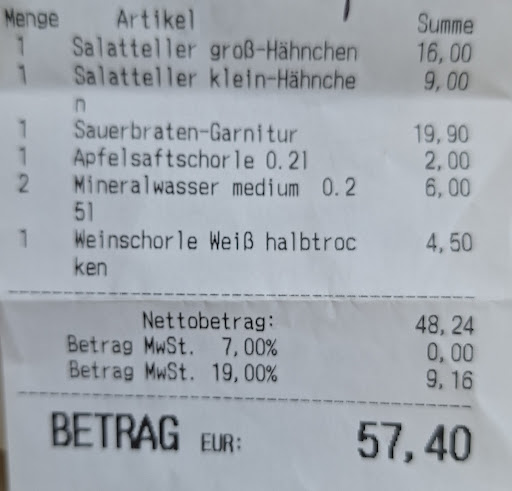 Menge Artikel Summe
1 Salatteller groß-Hähnchen 16,00
1 Salatteller klein-Hähnche 9,00
n
1 Sauerbraten-Garnitur 19,90
1 Apfelsaftschorle 0.2l 2,00
2 Mineralwasser medium 0.2 6,00
5l
1 Weinschorle Weiß halbtroc 4,50
ken
Nettobetrag: 48,24
Betrag MwSt. 7,00% 0,00
Betrag MwSt. 19,00% 9,16
BETRAG EUR: 57,40